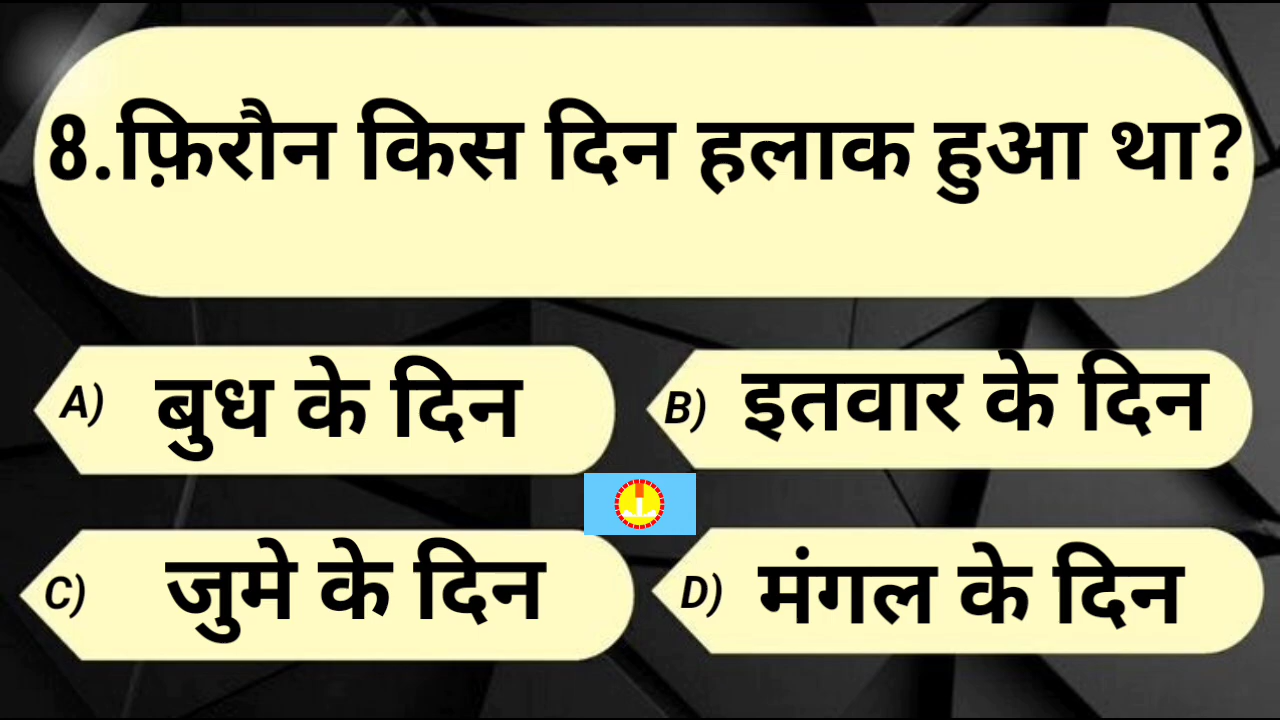 8.फ़िरौन किस दिन हलाक हुआ था?
A) बुध के दिन
B) इतवार के दिन
C) जुमे के दिन
D) मंगल के दिन